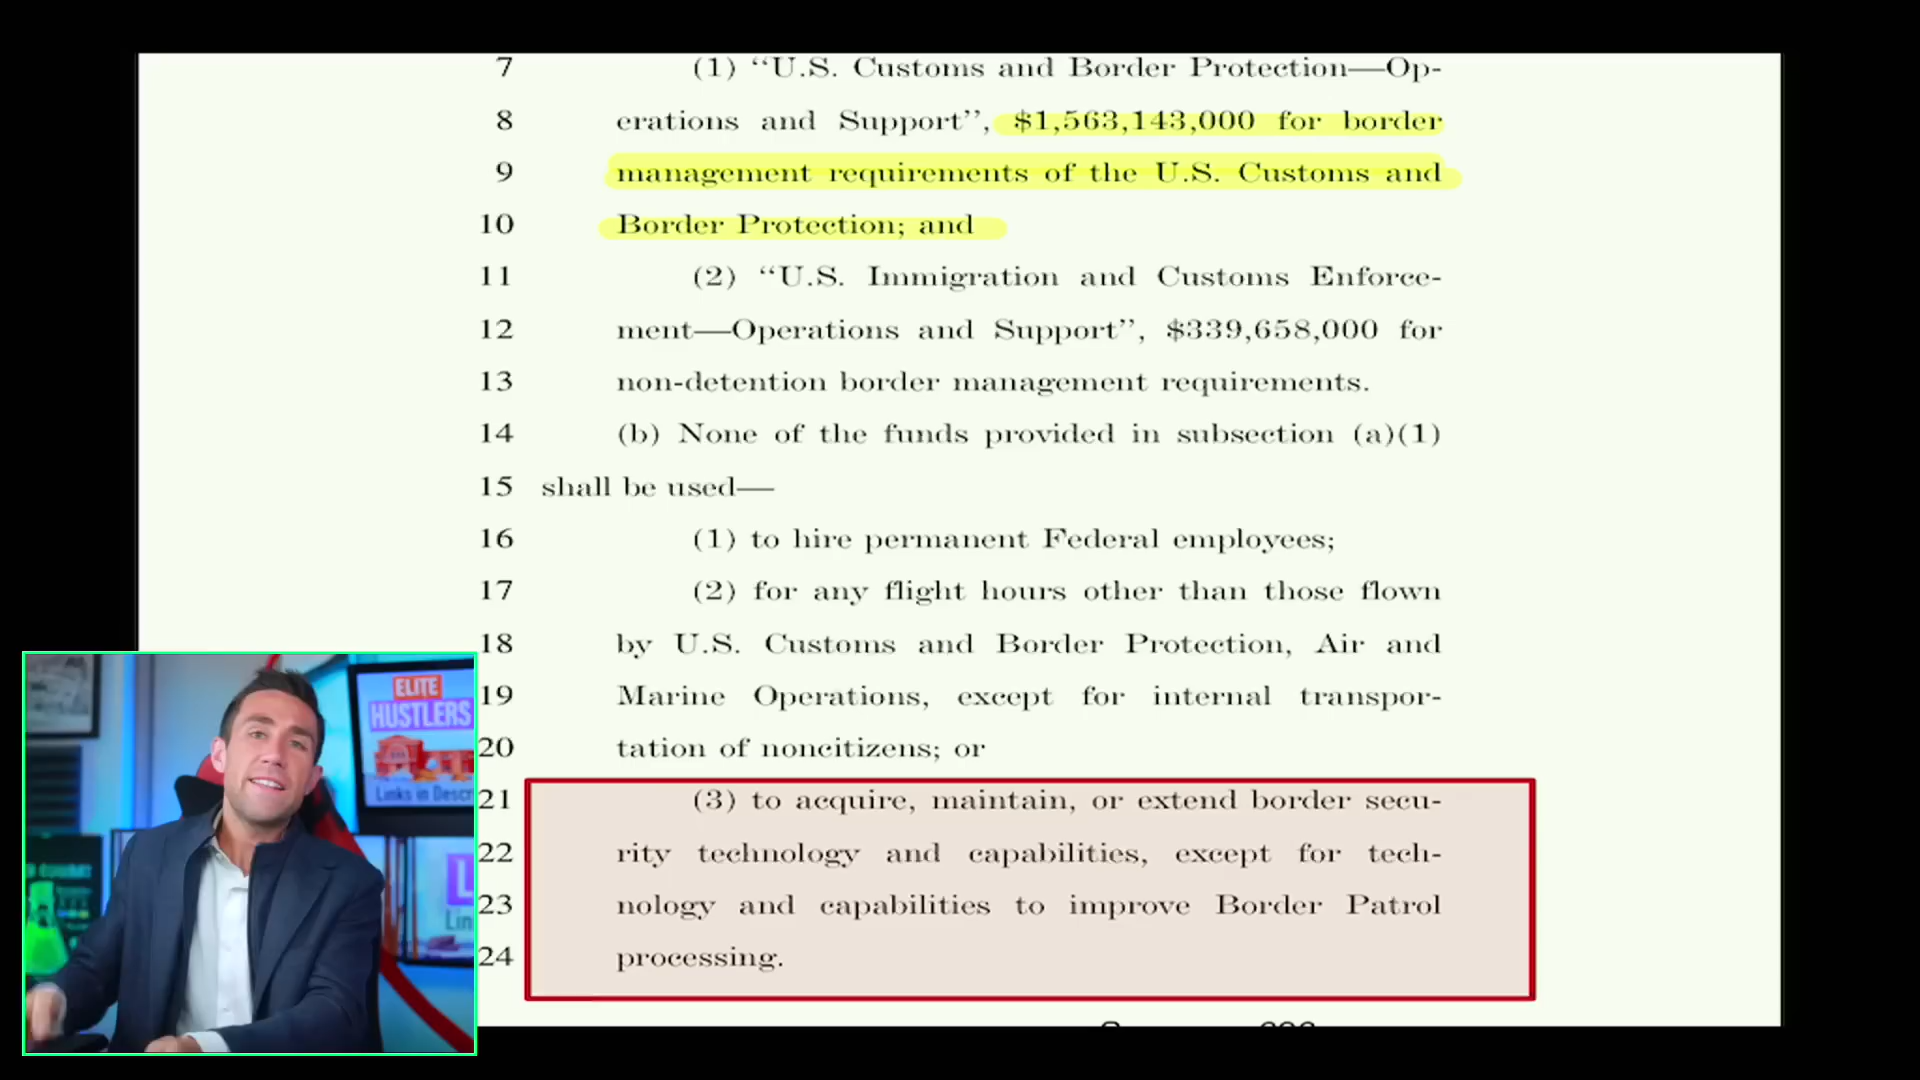 7 (1) “U.S. Customs and Border Protection—Op-
8 erations and Support”, $1,563,143,000 for border
9 management requirements of the U.S. Customs and
10 Border Protection; and
11 (2) “U.S. Immigration and Customs Enforce-
12 ment—Operations and Support”, $339,658,000 for
13 non-detention border management requirements.
14 (b) None of the funds provided in subsection (a)(1)
15 shall be used—
16 (1) to hire permanent Federal employees;
17 (2) for any flight hours other than those flown
18 by U.S. Customs and Border Protection, Air and
19 Marine Operations, except for internal transpor-
20 tation of noncitizens; or
21 (3) to acquire, maintain, or extend border secu-
22 rity technology and capabilities, except for tech-
23 nology and capabilities to improve Border Patrol
24 processing.
ELITE
HUSTLERS
Links in Descr
L
Lin